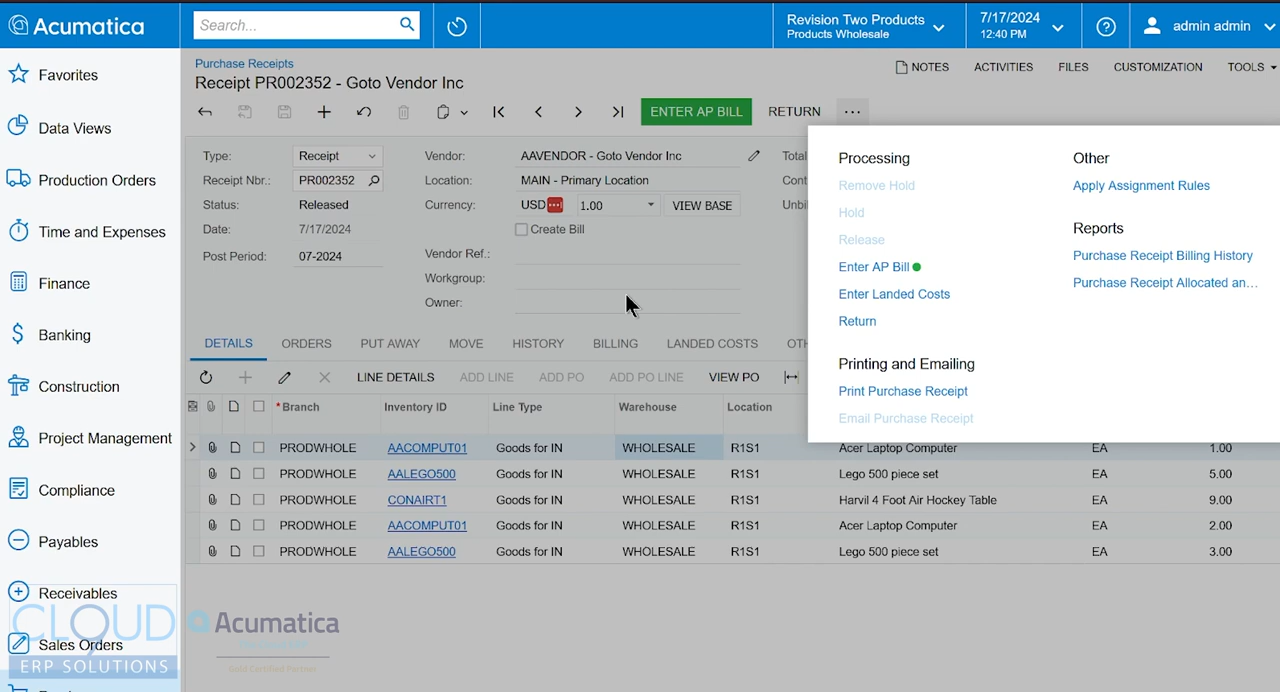 Acumatica
Search...
Revision Two Products
Products Wholesale
7/17/2024
12:40 PM
admin admin
Favorites
Data Views
Production Orders
Time and Expenses
Finance
Banking
Construction
Project Management
Compliance
Payables
Receivables
Sales Orders
Purchase Receipts
Receipt PR002352 - Goto Vendor Inc
NOTES ACTIVITIES FILES CUSTOMIZATION TOOLS
ENTER AP BILL RETURN ...
Type: Receipt
Receipt Nbr.: PR002352
Status: Released
Date: 7/17/2024
Post Period: 07-2024
Vendor: AAVENDOR - Goto Vendor Inc
Location: MAIN - Primary Location
Currency: USD 1.00 VIEW BASE
Create Bill
Vendor Ref.:
Workgroup:
Owner:
Total
Cont
Unbil
Processing
Remove Hold
Hold
Release
Enter AP Bill
Enter Landed Costs
Return
Printing and Emailing
Print Purchase Receipt
Email Purchase Receipt
Other
Apply Assignment Rules
Reports
Purchase Receipt Billing History
Purchase Receipt Allocated an...
DETAILS ORDERS PUT AWAY MOVE HISTORY BILLING LANDED COSTS OTH
LINE DETAILS ADD LINE ADD PO ADD PO LINE VIEW PO
*Branch Inventory ID Line Type Warehouse Location
PRODWHOLE AACOMPUT01 Goods for IN WHOLESALE R1S1 Acer Laptop Computer EA 1.00
PRODWHOLE AALEGO500 Goods for IN WHOLESALE R1S1 Lego 500 piece set EA 5.00
PRODWHOLE CONAIRT1 Goods for IN WHOLESALE R1S1 Harvil 4 Foot Air Hockey Table EA 9.00
PRODWHOLE AACOMPUT01 Goods for IN WHOLESALE R1S1 Acer Laptop Computer EA 2.00
PRODWHOLE AALEGO500 Goods for IN WHOLESALE R1S1 Lego 500 piece set EA 3.00
CLOUD
ERP SOLUTIONS
Acumatica
Gold Certified Partner